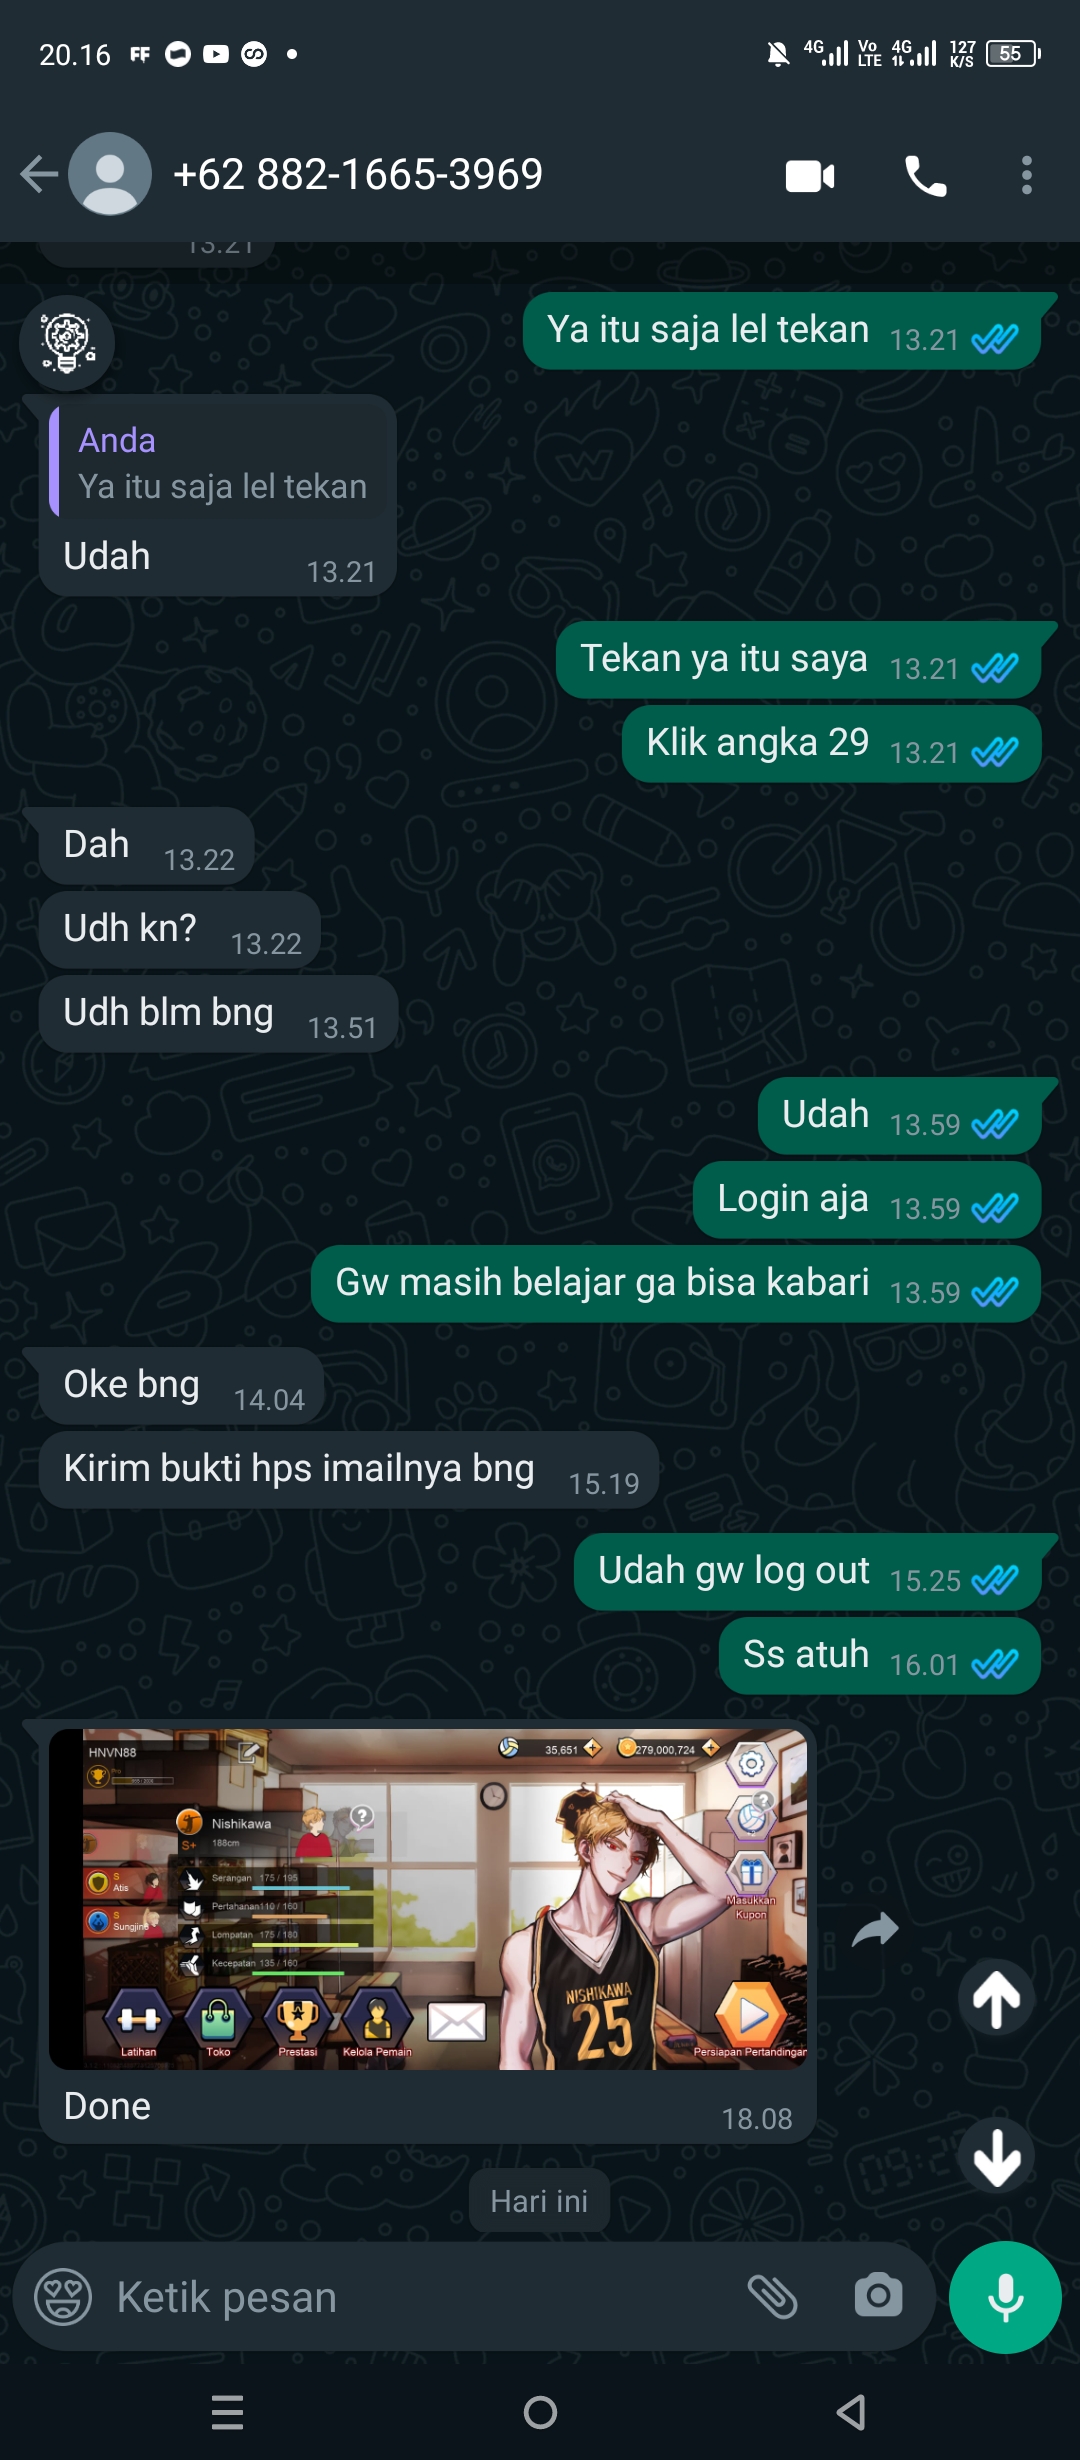 20.16
4G
Vo
LTE
4G
127
K/S
55
+62 882-1665-3969
13.21
Ya itu saja lel tekan 13.21
Anda
Ya itu saja lel tekan
Udah 13.21
Tekan ya itu saya 13.21
Klik angka 29 13.21
Dah 13.22
Udh kn? 13.22
Udh blm bng 13.51
Udah 13.59
Login aja 13.59
Gw masih belajar ga bisa kabari 13.59
Oke bng 14.04
Kirim bukti hps imailnya bng 15.19
Udah gw log out 15.25
Ss atuh 16.01
HNVN88
35,651
279,000,724
Pro
Nishikawa
S+
188cm
Serangan 175 / 195
S
Atis
Pertahanan 110 / 160
S
Sungjin
Lompatan 175 / 180
Kecepatan 135 / 160
Masukkan
Kupon
NISHIKAWA
25
Latihan
Toko
Prestasi
Kelola Pemain
Persiapan Pertandingan
Done 18.08
Hari ini
Ketik pesan